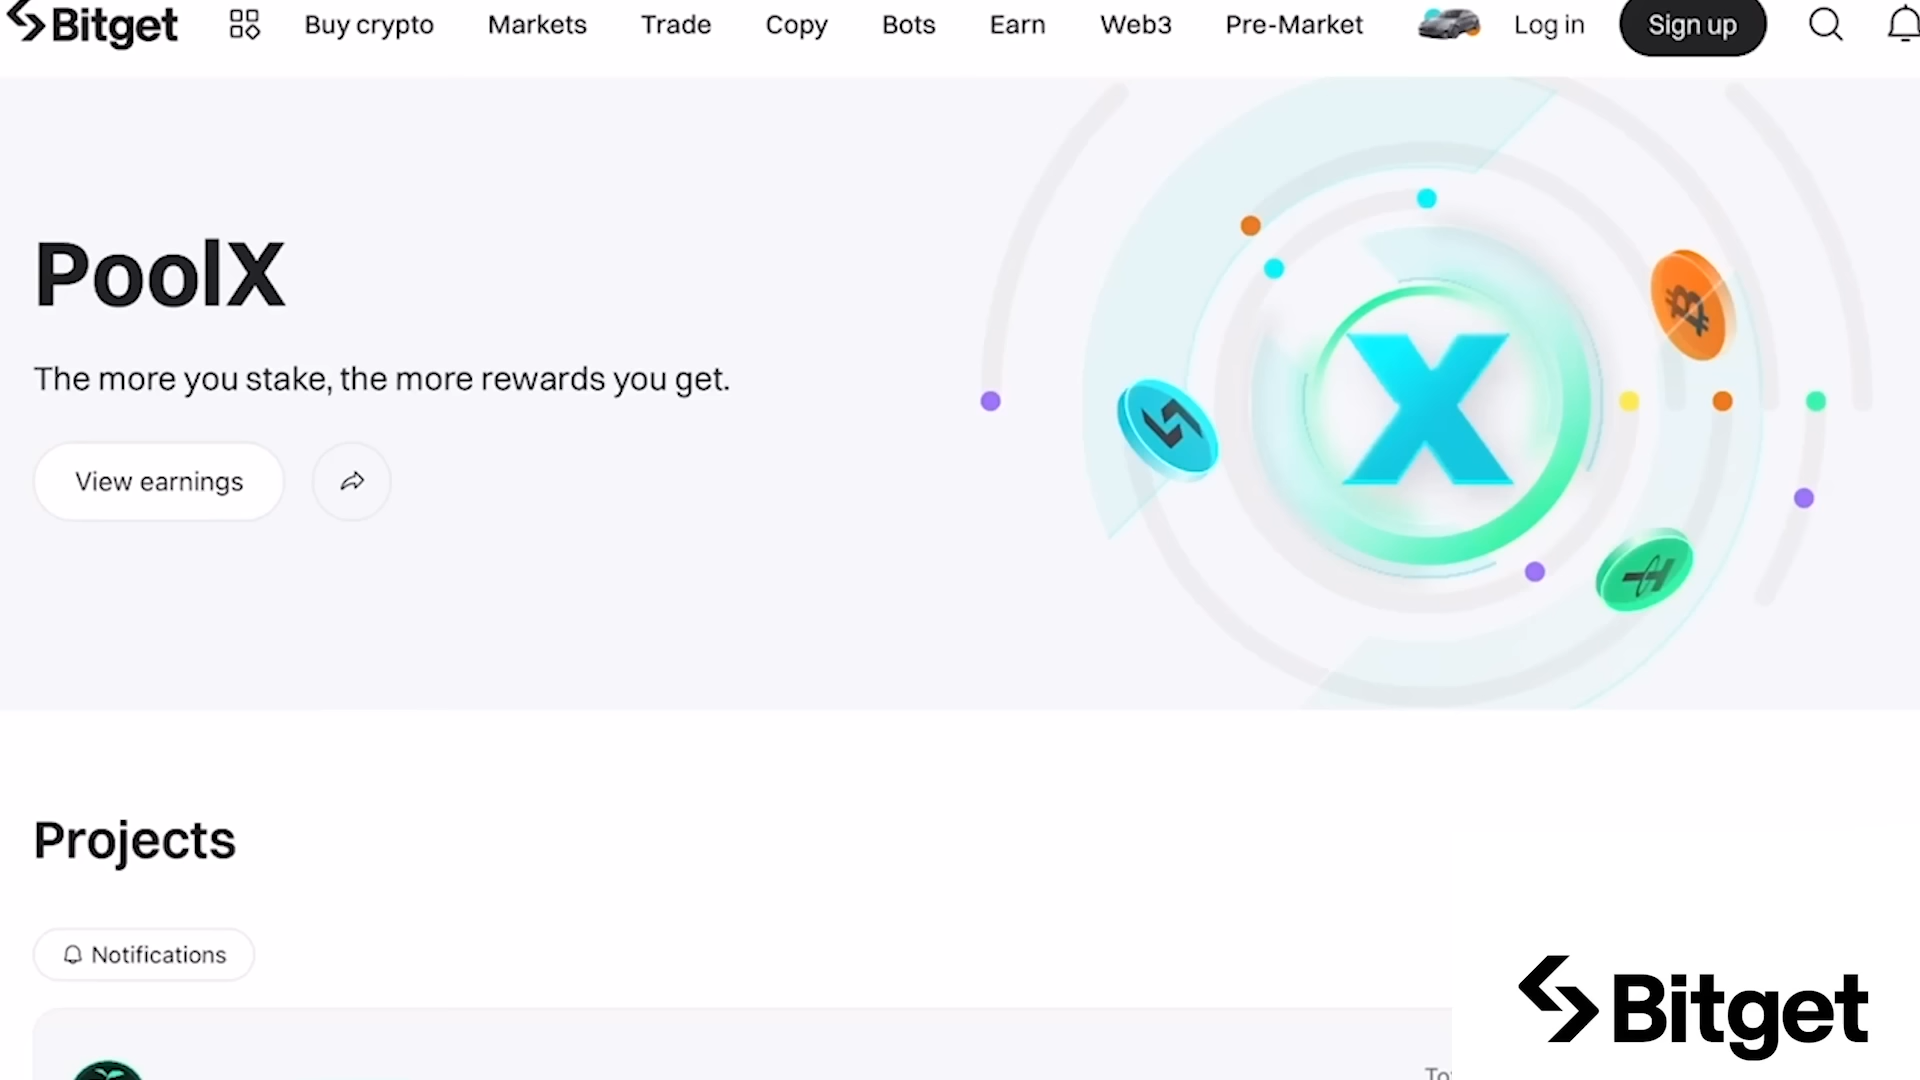 Bitget Buy crypto Markets Trade Copy Bots Earn Web3 Pre-Market Log in Sign up
PoolX
The more you stake, the more rewards you get.
View earnings
X
Projects
Notifications
Bitget